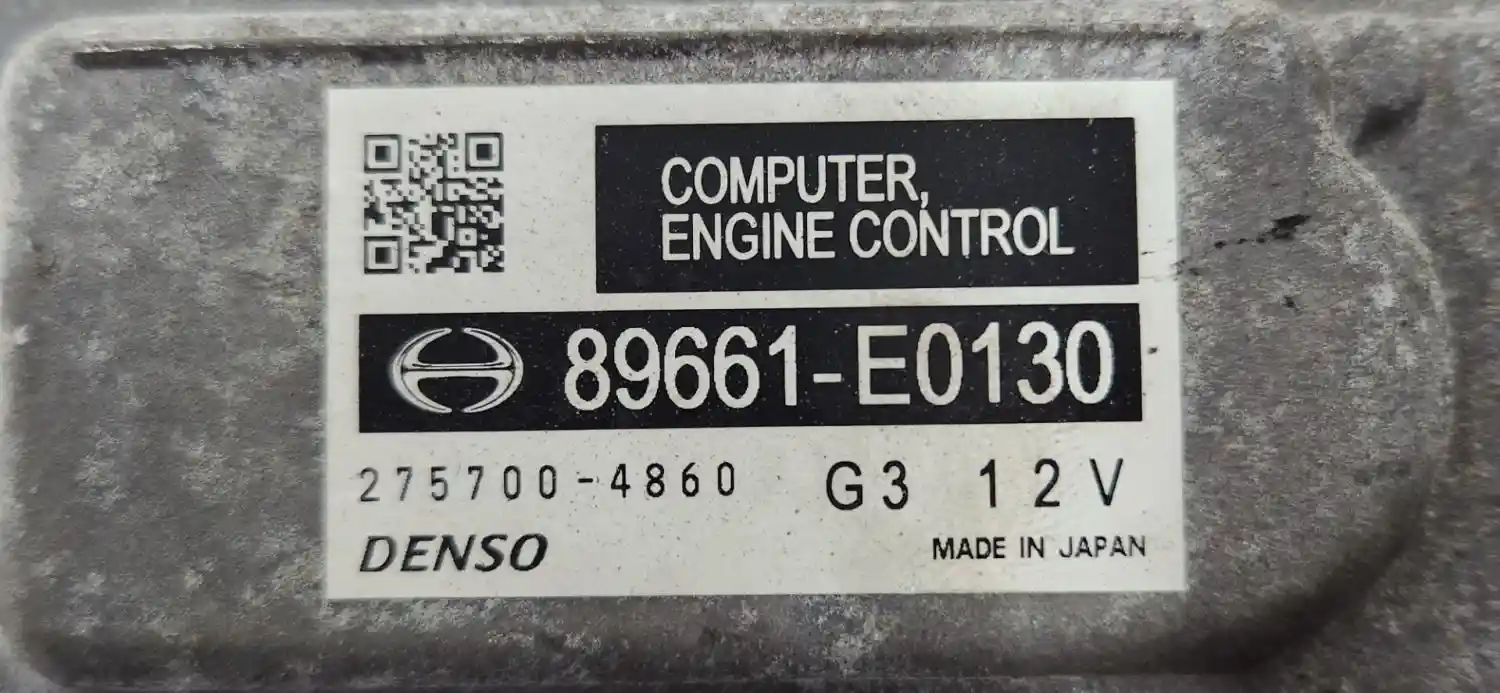 COMPUTER,
ENGINE CONTROL
89661-E0130
275700-4860 G3 12V
DENSO
MADE IN JAPAN